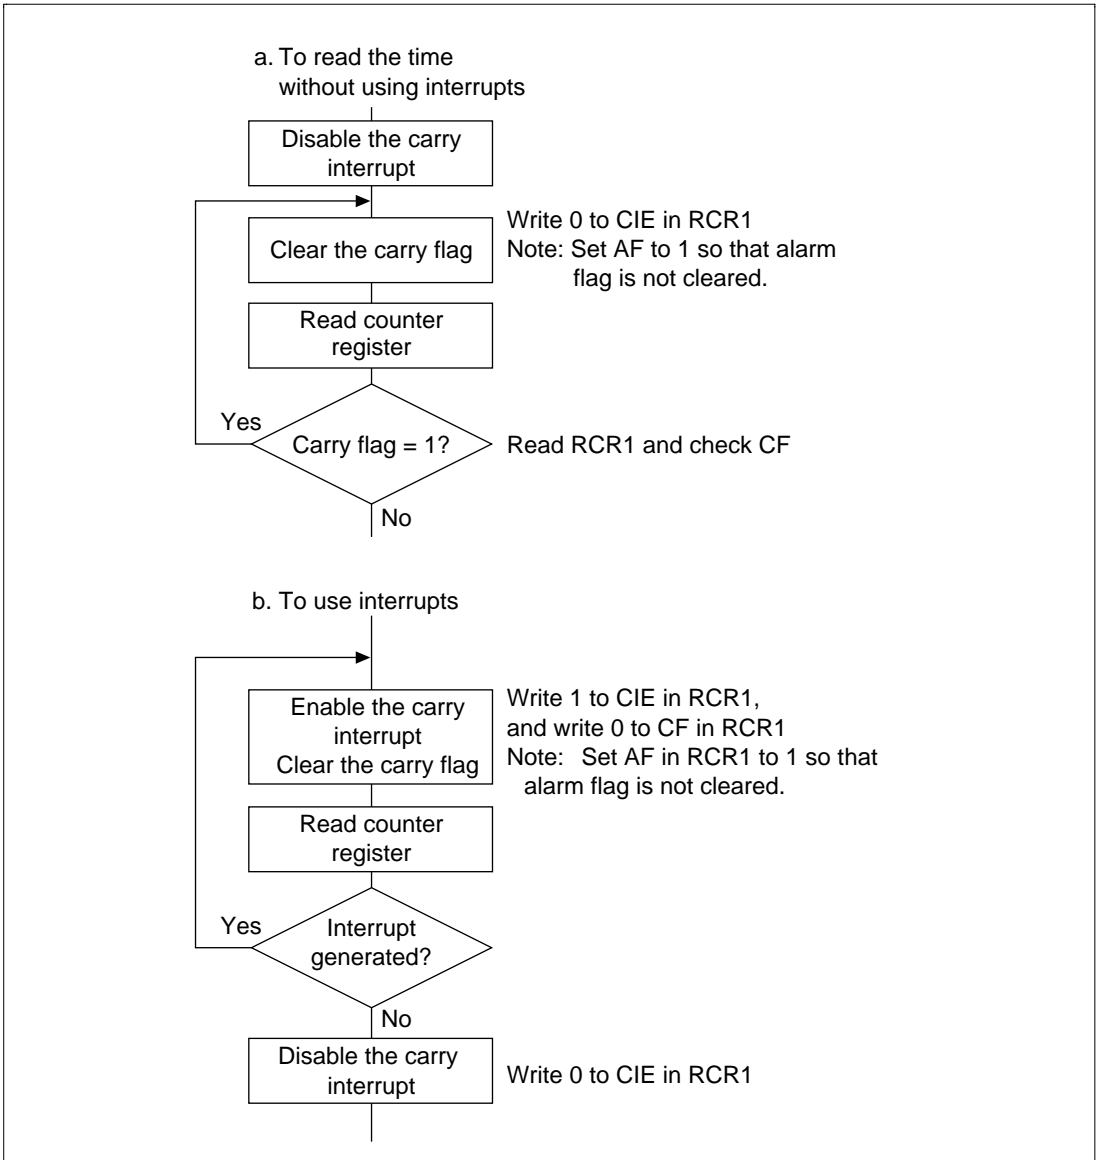 a. To read the time
without using interrupts
Disable the carry
interrupt
Clear the carry flag
Write 0 to CIE in RCR1
Note: Set AF to 1 so that alarm
flag is not cleared.
Read counter
register
Yes
Carry flag = 1?
Read RCR1 and check CF
No
b. To use interrupts
Enable the carry
interrupt
Clear the carry flag
Write 1 to CIE in RCR1,
and write 0 to CF in RCR1
Note: Set AF in RCR1 to 1 so that
alarm flag is not cleared.
Read counter
register
Yes
Interrupt
generated?
No
Disable the carry
interrupt
Write 0 to CIE in RCR1